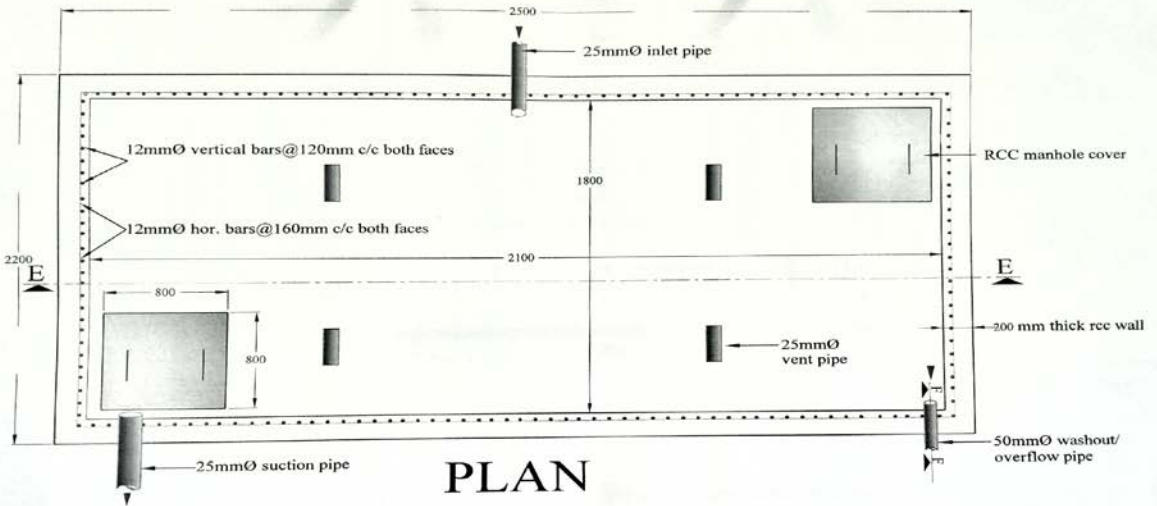 2500
25mmØ inlet pipe
12mmØ vertical bars@120mm c/c both faces
1800
RCC manhole cover
12mmØ hor. bars@160mm c/c both faces
2200
2100
E
E
800
800
200 mm thick rcc wall
25mmØ
vent pipe
F
50mmØ washout/
overflow pipe
F
25mmØ suction pipe
PLAN